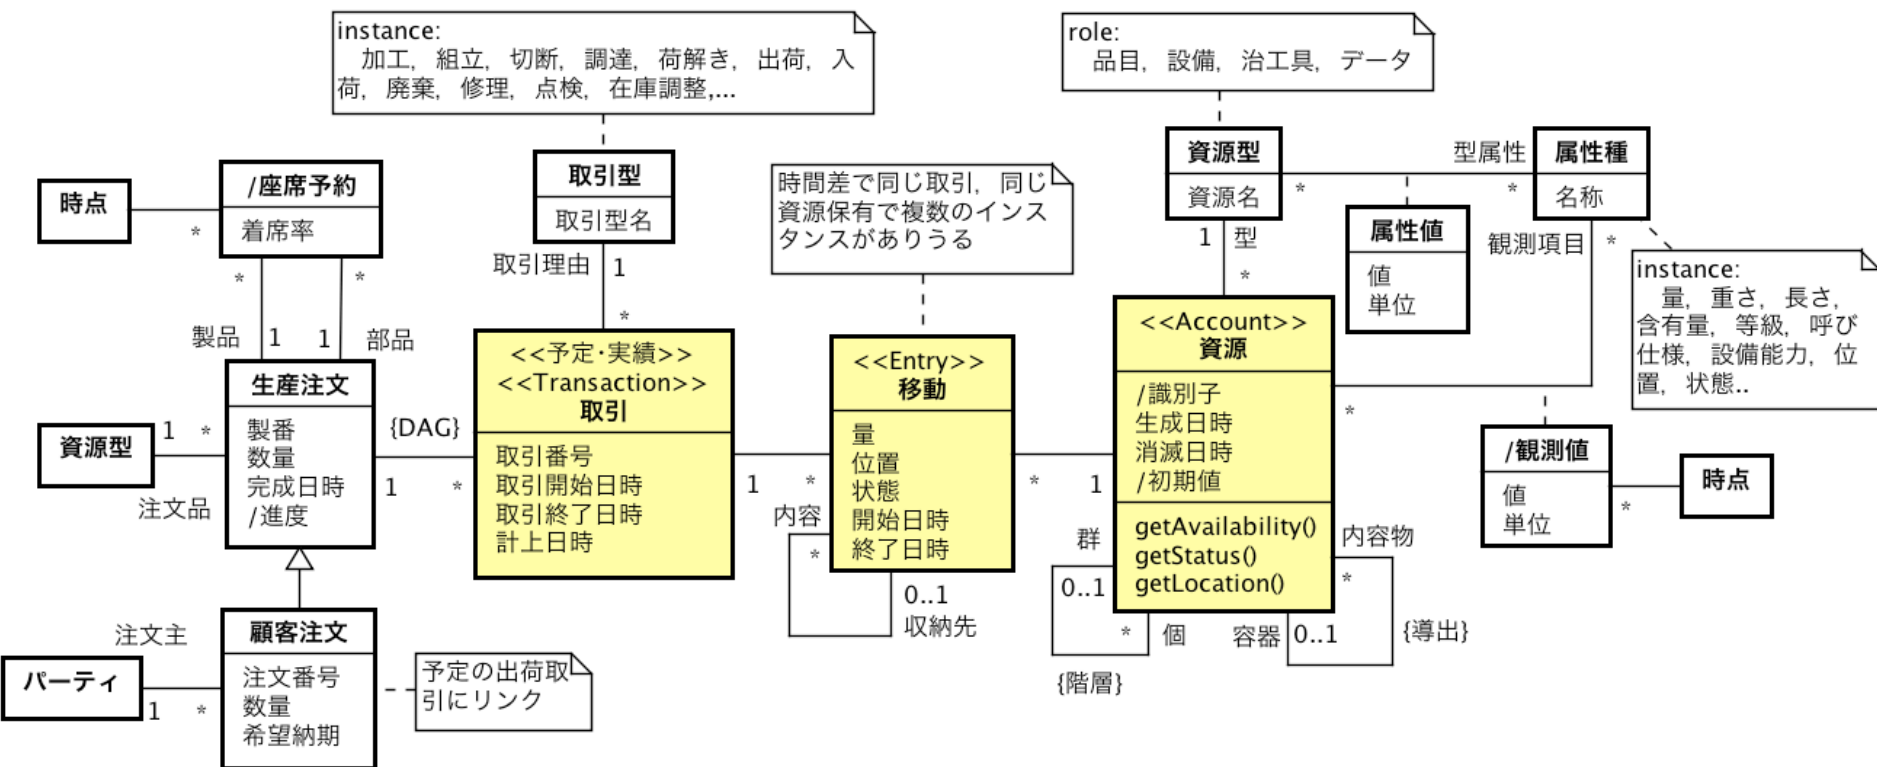 instance:
加工, 組立, 切断, 調達, 荷解き, 出荷, 入
荷, 廃棄, 修理, 点検, 在庫調整,...
role:
品目, 設備, 治工具, データ
時点
/座席予約
着席率
*
*
*
製品
1
1
部品
取引型
取引型名
取引理由
1
*
時間差で同じ取引, 同じ
資源保有で複数のインス
タンスがありうる
資源型
資源名
1
型
*
*
型属性
*
属性種
名称
属性値
値
単位
観測項目
*
instance:
量, 重さ, 長さ,
含有量, 等級, 呼び
仕様, 設備能力, 位
置, 状態..
資源型
1
*
注文品
生産注文
製番
数量
完成日時
/進度
{DAG}
1
*
<<予定・実績>>
<<Transaction>>
取引
取引番号
取引開始日時
取引終了日時
計上日時
1
*
<<Entry>>
移動
量
位置
状態
開始日時
終了日時
内容
*
0..1
収納先
*
1
<<Account>>
資源
/識別子
生成日時
消滅日時
/初期値
getAvailability()
getStatus()
getLocation()
*
群
0..1
*
個
{階層}
内容物
*
容器
0..1
{導出}
/観測値
値
単位
*
時点
パーティ
注文主
1
*
顧客注文
注文番号
数量
希望納期
予定の出荷取
引にリンク